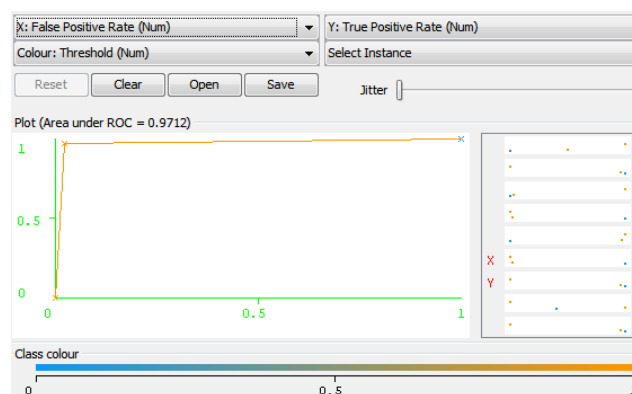 X: False Positive Rate (Num) Y: True Positive Rate (Num)
Colour: Threshold (Num) Select Instance
Reset Clear Open Save Jitter
Plot (Area under ROC = 0.9712)
1
0.5
X
Y
0
0 0.5 1
Class colour
0 0.5